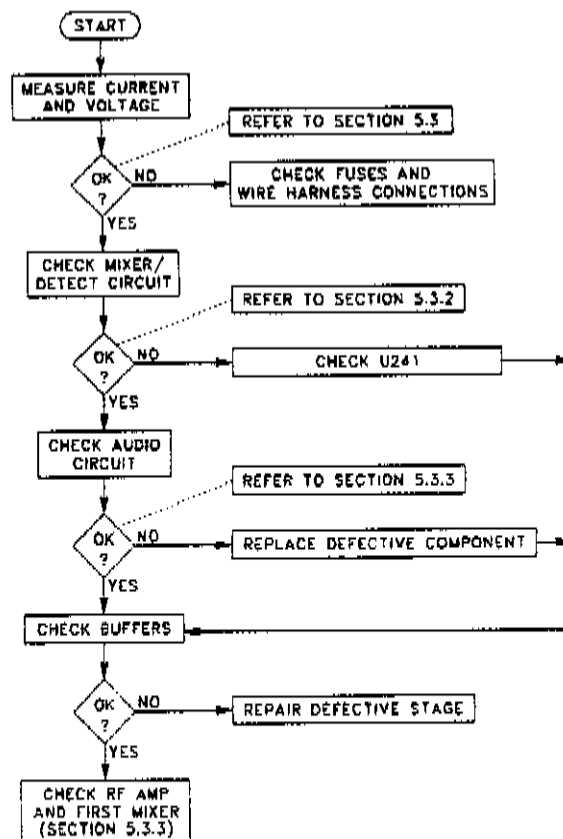 START
MEASURE CURRENT
AND VOLTAGE
REFER TO SECTION 5.3
OK
?
NO
CHECK FUSES AND
WIRE HARNESS CONNECTIONS
YES
CHECK MIXER/
DETECT CIRCUIT
REFER TO SECTION 5.3.2
OK
?
NO
CHECK U241
YES
CHECK AUDIO
CIRCUIT
REFER TO SECTION 5.3.3
OK
?
NO
REPLACE DEFECTIVE COMPONENT
YES
CHECK BUFFERS
OK
?
NO
REPAIR DEFECTIVE STAGE
YES
CHECK RF AMP
AND FIRST MIXER
(SECTION 5.3.3)